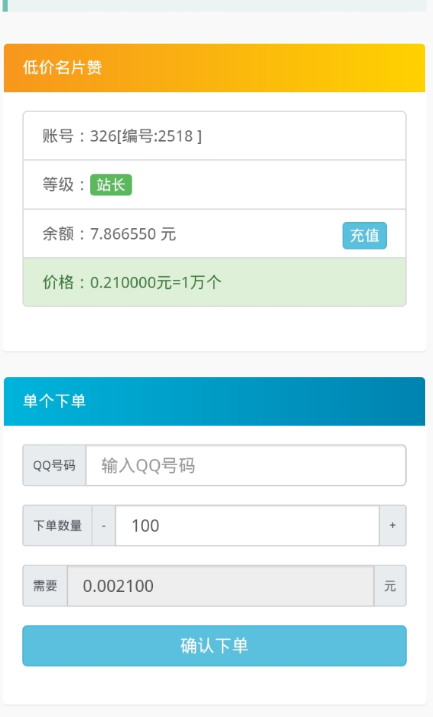 低价名片赞
账号：326[编号:2518 ]
等级：站长
余额：7.866550 元 充值
价格：0.210000元=1万个
单个下单
QQ号码 输入QQ号码
下单数量 - 100 +
需要 0.002100 元
确认下单